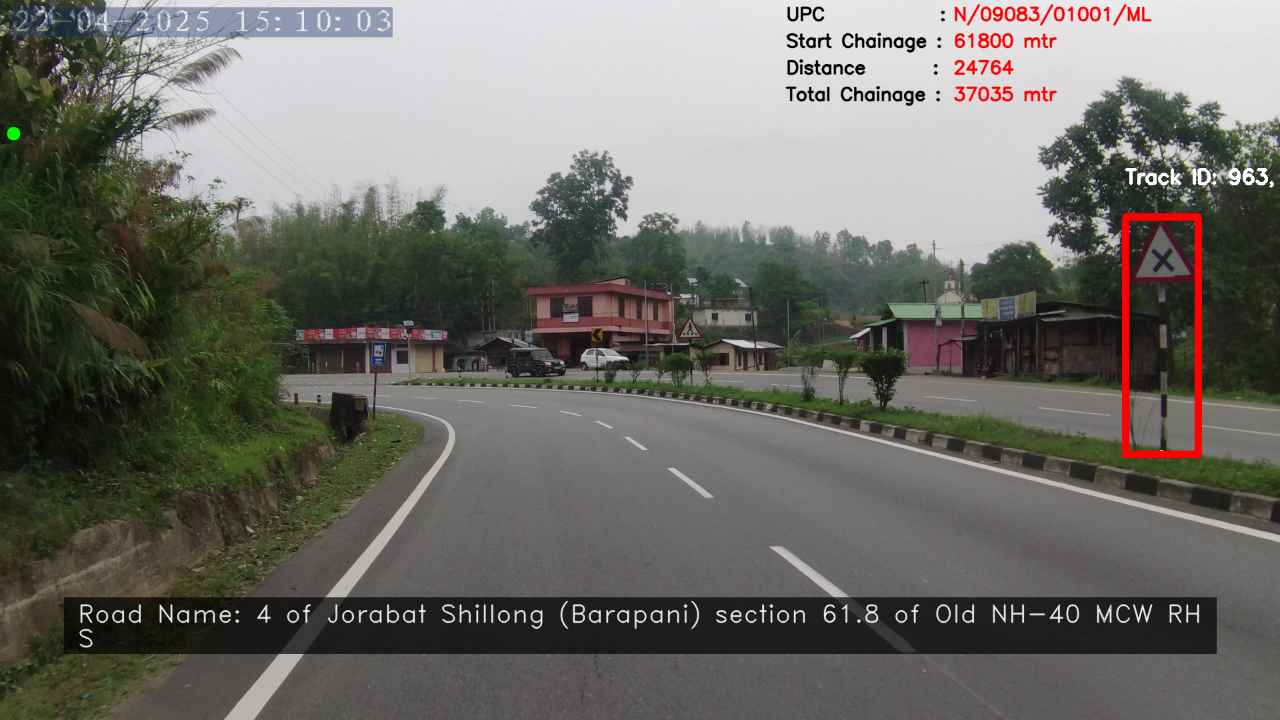 22-04-2025 15:10:03
UPC : N/09083/01001/ML
Start Chainage : 61800 mtr
Distance : 24764
Total Chainage : 37035 mtr
Track ID: 963,
Road Name: 4 of Jorabat Shillong (Barapani) section 61.8 of Old NH-40 MCW RH
S